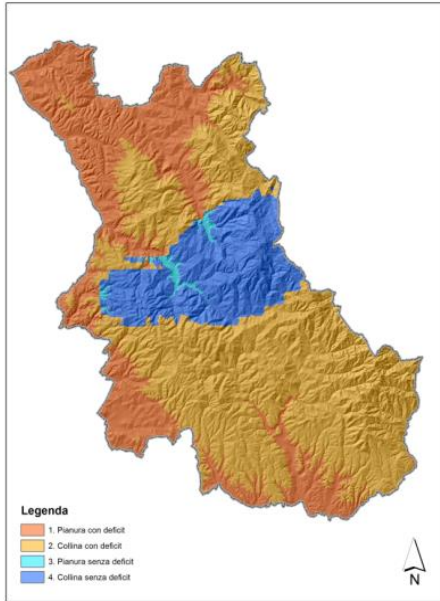 Legenda
1. Pianura con deficit
2. Collina con deficit
3. Pianura senza deficit
4. Collina senza deficit
N